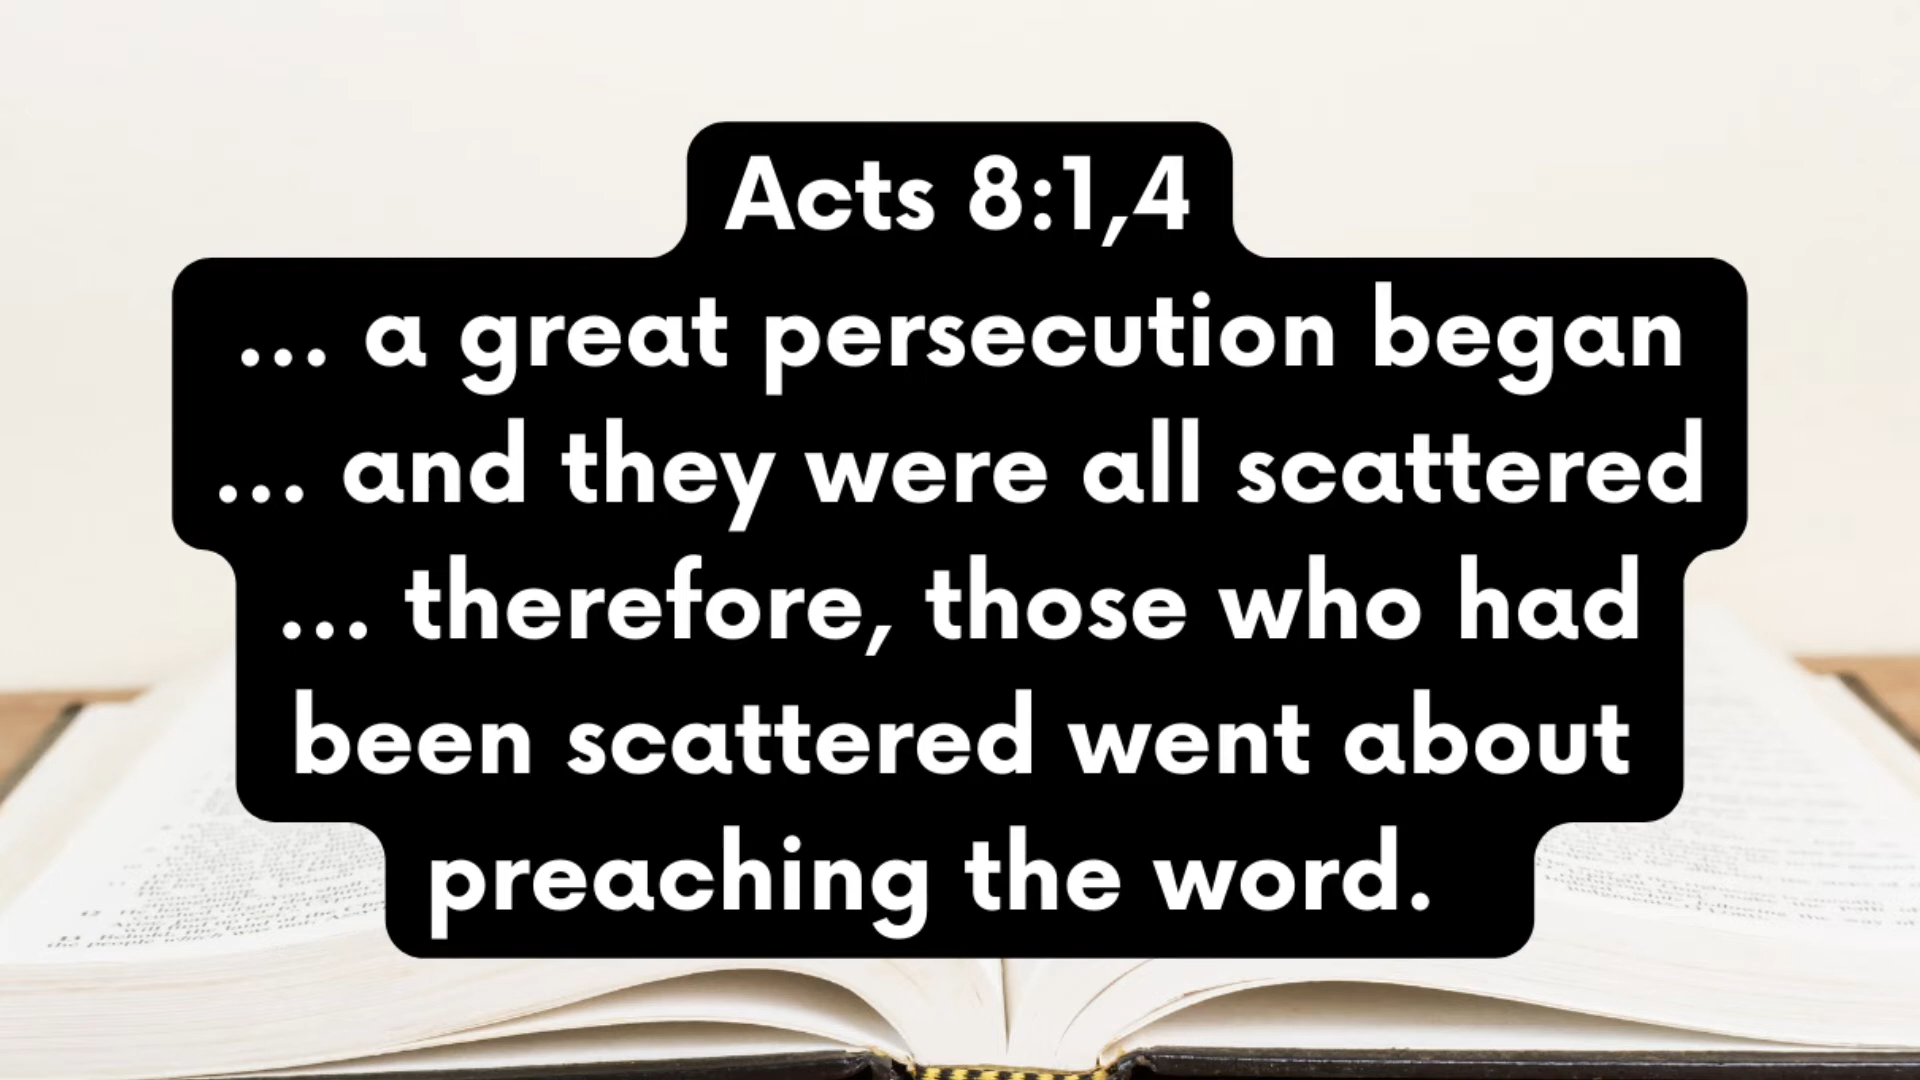 Acts 8:1,4
... a great persecution began
... and they were all scattered
... therefore, those who had
been scattered went about
preaching the word.